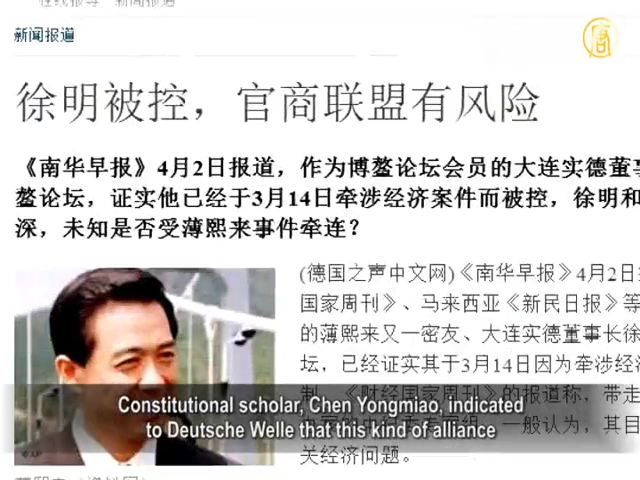 新闻报道
唐
徐明被控，官商联盟有风险
《南华早报》4月2日报道，作为博鳌论坛会员的大连实德董事
鳌论坛，证实他已经于3月14日牵涉经济案件而被控，徐明和
深，未知是否受薄熙来事件牵连？
(德国之声中文网)《南华早报》4月2日
国家周刊》、马来西亚《新民日报》等
的薄熙来又一密友、大连实德董事长徐
坛，已经证实其于3月14日因为牵涉经济
《财经国家周刊》的报道称，带走
Constitutional scholar, Chen Yongmiao, indicated
to Deutsche Welle that this kind of alliance
一般认为，其目
关经济问题。